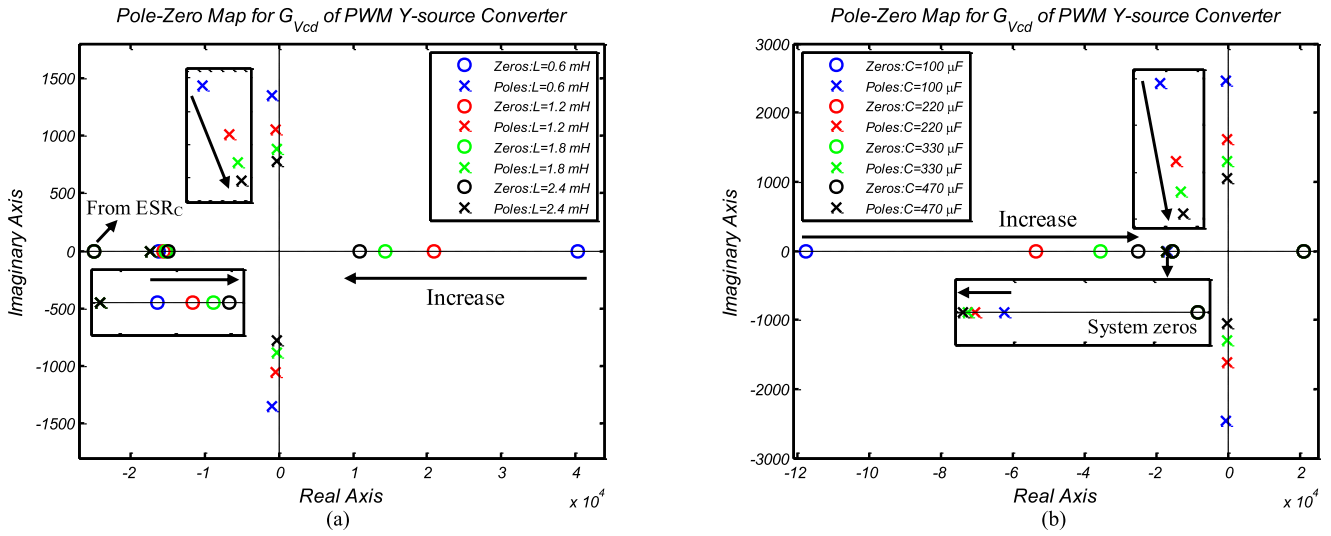 Pole-Zero Map for G_Vcd of PWM Y-source Converter
1500
1000
500
0
-500
-1000
-1500
Imaginary Axis
Zeros:L=0.6 mH
Poles:L=0.6 mH
Zeros:L=1.2 mH
Poles:L=1.2 mH
Zeros:L=1.8 mH
Poles:L=1.8 mH
Zeros:L=2.4 mH
Poles:L=2.4 mH
From ESR_C
Increase
-2
-1
0
1
2
3
4
x 10^4
Real Axis
(a)
Pole-Zero Map for G_Vcd of PWM Y-source Converter
3000
2000
1000
0
-1000
-2000
-3000
Imaginary Axis
Zeros:C=100 μF
Poles:C=100 μF
Zeros:C=220 μF
Poles:C=220 μF
Zeros:C=330 μF
Poles:C=330 μF
Zeros:C=470 μF
Poles:C=470 μF
Increase
System zeros
-12
-10
-8
-6
-4
-2
0
2
x 10^4
Real Axis
(b)